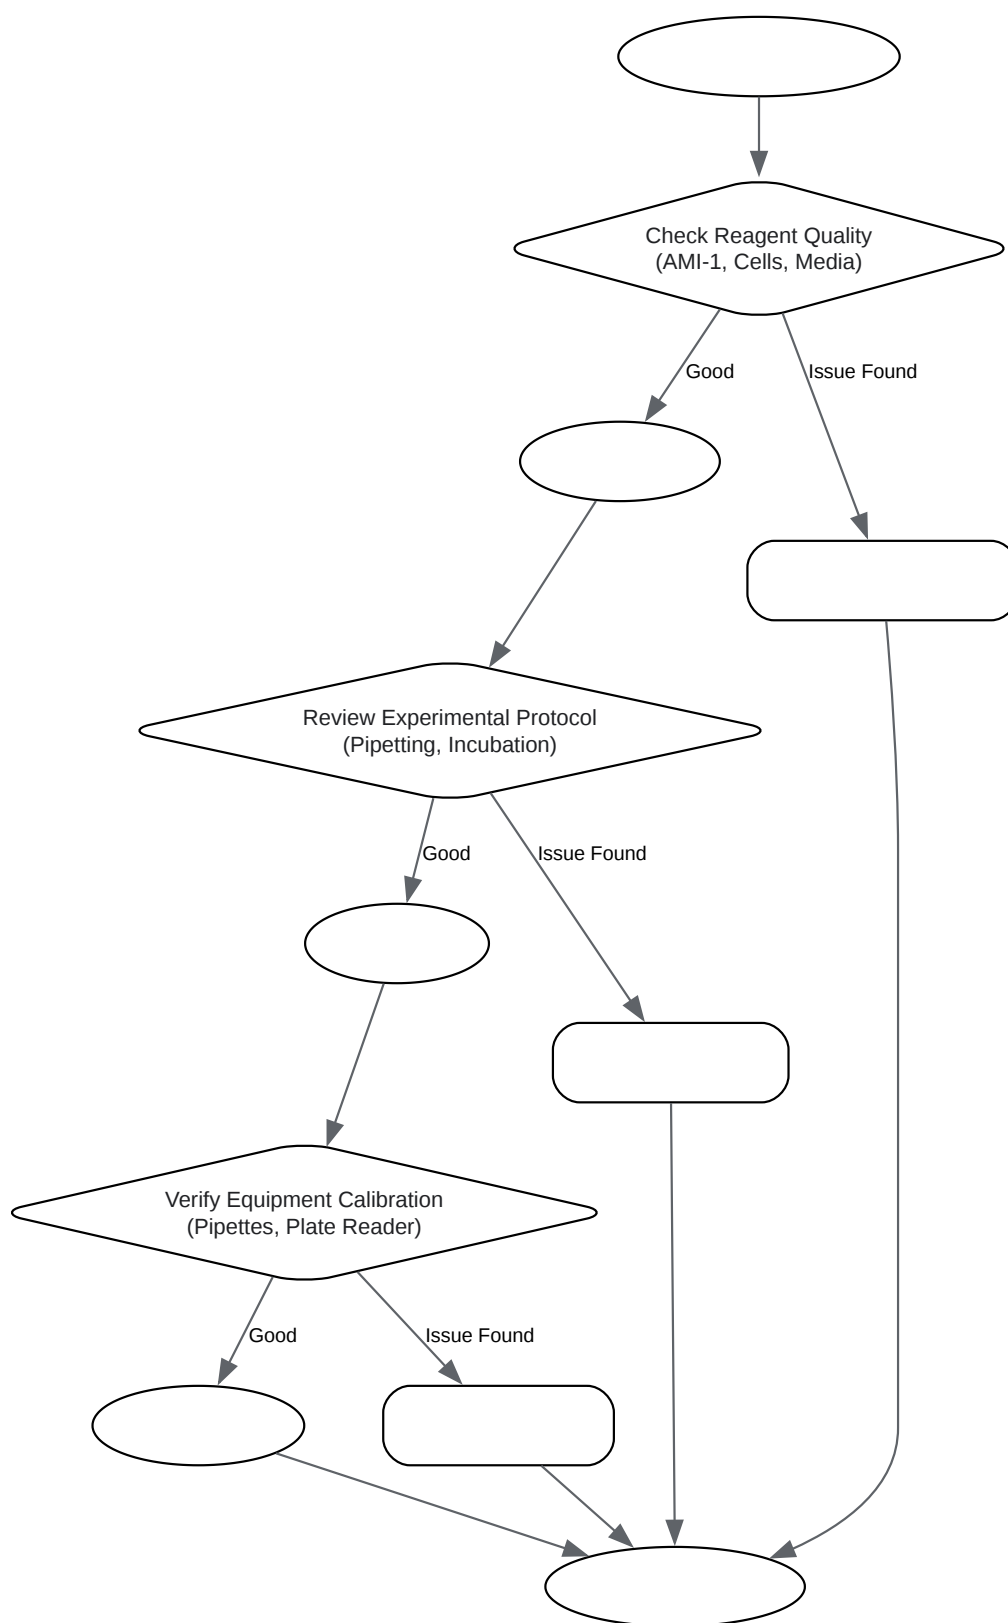 Check Reagent Quality
(AMI-1, Cells, Media)
Good
Issue Found
Review Experimental Protocol
(Pipetting, Incubation)
Good
Issue Found
Verify Equipment Calibration
(Pipettes, Plate Reader)
Good
Issue Found